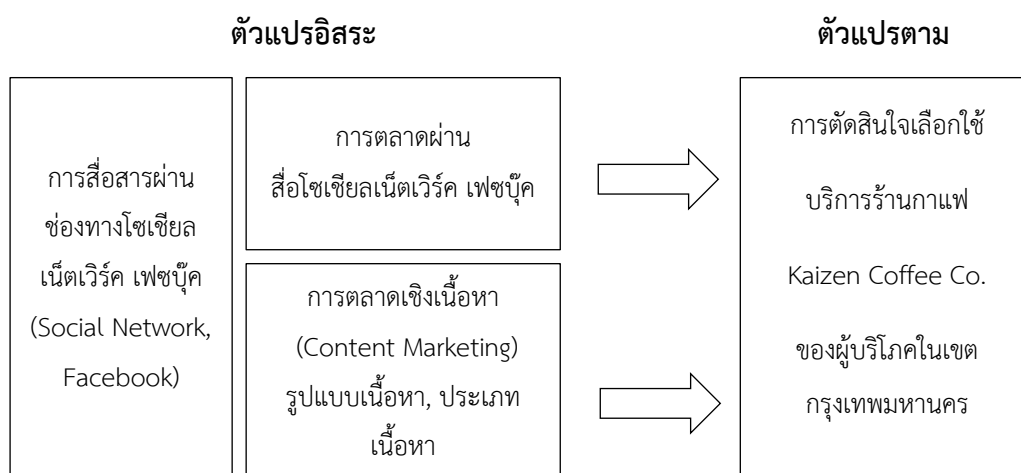 ตัวแปรอิสระ
ตัวแปรตาม
การสื่อสารผ่าน
ช่องทางโซเชียล
เน็ตเวิร์ค เฟซบุ๊ค
(Social Network,
Facebook)
การตลาดผ่าน
สื่อโซเชียลเน็ตเวิร์ค เฟซบุ๊ค
การตลาดเชิงเนื้อหา
(Content Marketing)
รูปแบบเนื้อหา, ประเภท
เนื้อหา
การตัดสินใจเลือกใช้
บริการร้านกาแฟ
Kaizen Coffee Co.
ของผู้บริโภคในเขต
กรุงเทพมหานคร